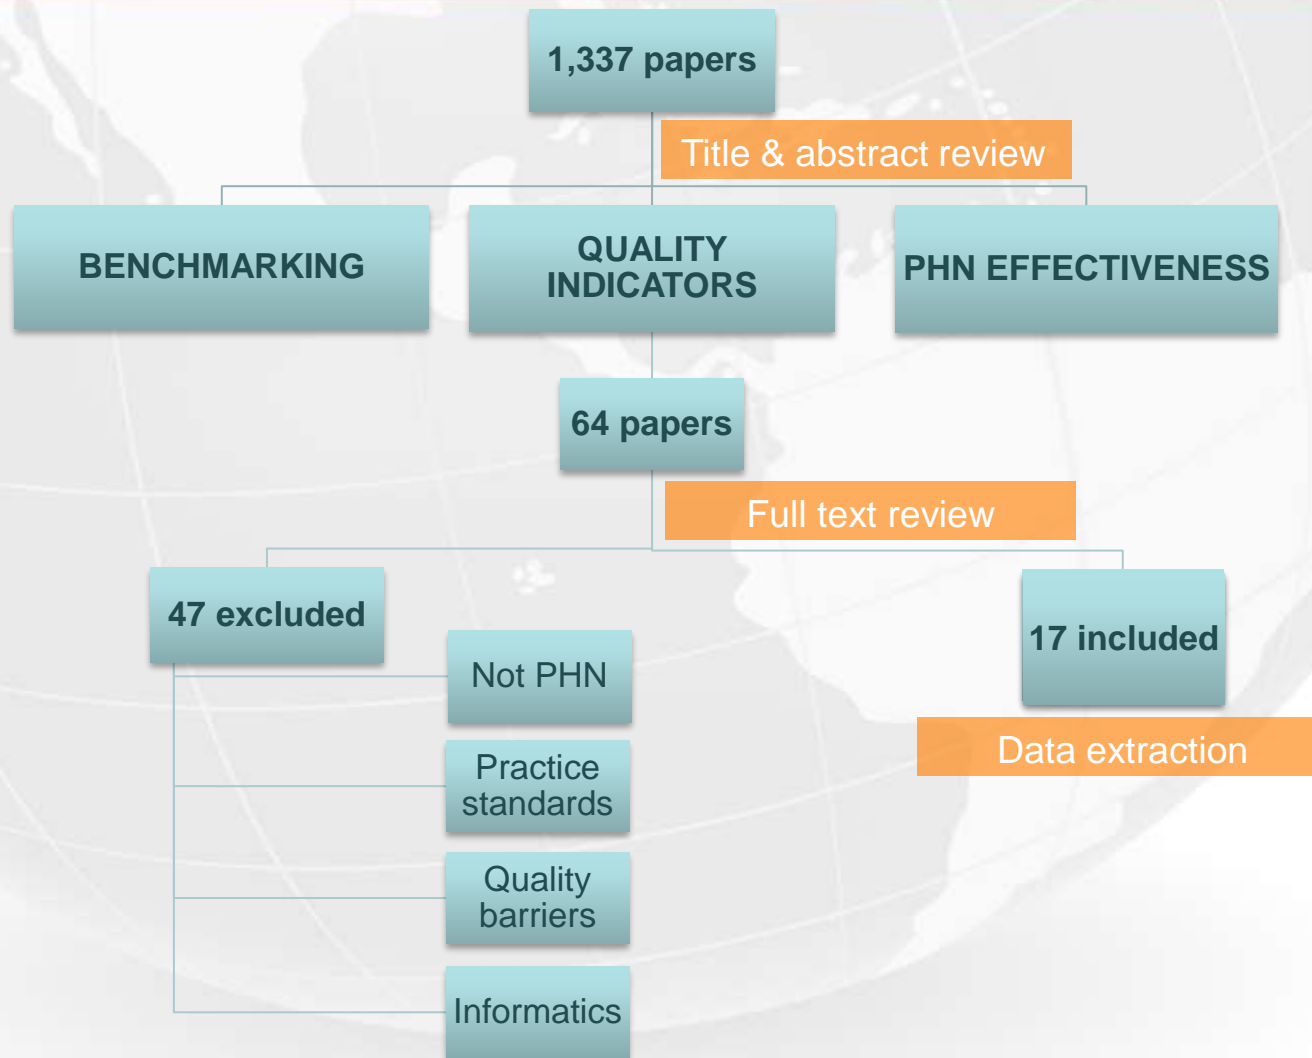 1,337 papers
Title & abstract review
BENCHMARKING
QUALITY
INDICATORS
PHN EFFECTIVENESS
64 papers
Full text review
47 excluded
17 included
Not PHN
Data extraction
Practice
standards
Quality
barriers
Informatics